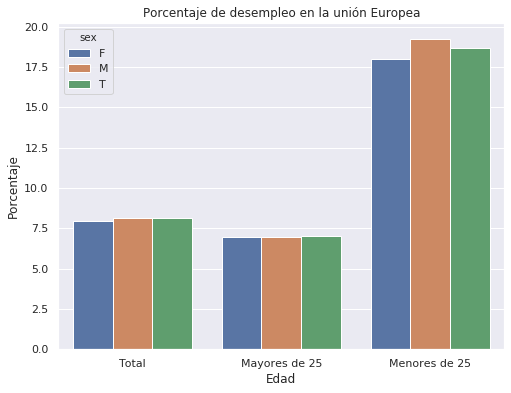 Porcentaje de desempleo en la unión Europea
sex
F
M
T
20.0
17.5
15.0
12.5
10.0
7.5
5.0
2.5
0.0
Porcentaje
Total
Mayores de 25
Menores de 25
Edad